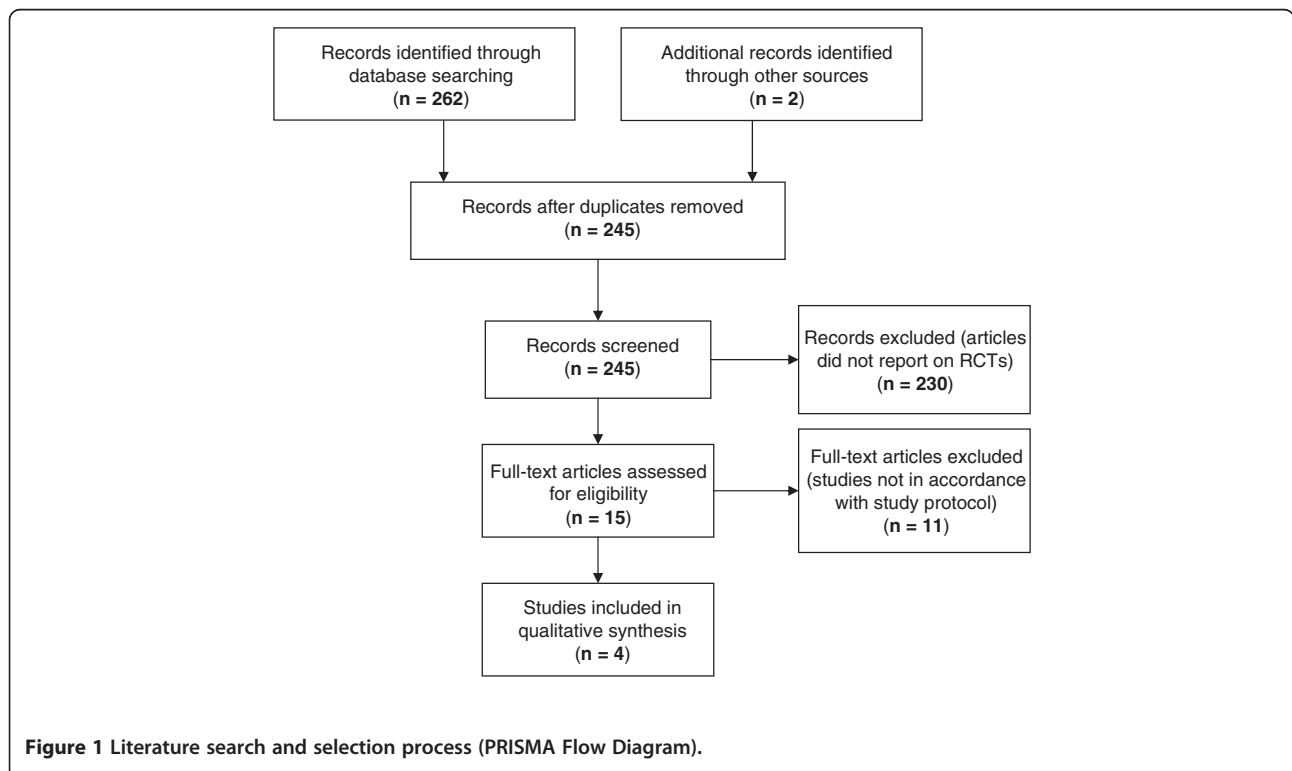 Records identified through
database searching
(n = 262)
Additional records identified
through other sources
(n = 2)
Records after duplicates removed
(n = 245)
Records screened
(n = 245)
Records excluded (articles
did not report on RCTs)
(n = 230)
Full-text articles assessed
for eligibility
(n = 15)
Full-text articles excluded
(studies not in accordance
with study protocol)
(n = 11)
Studies included in
qualitative synthesis
(n = 4)
Figure 1 Literature search and selection process (PRISMA Flow Diagram).